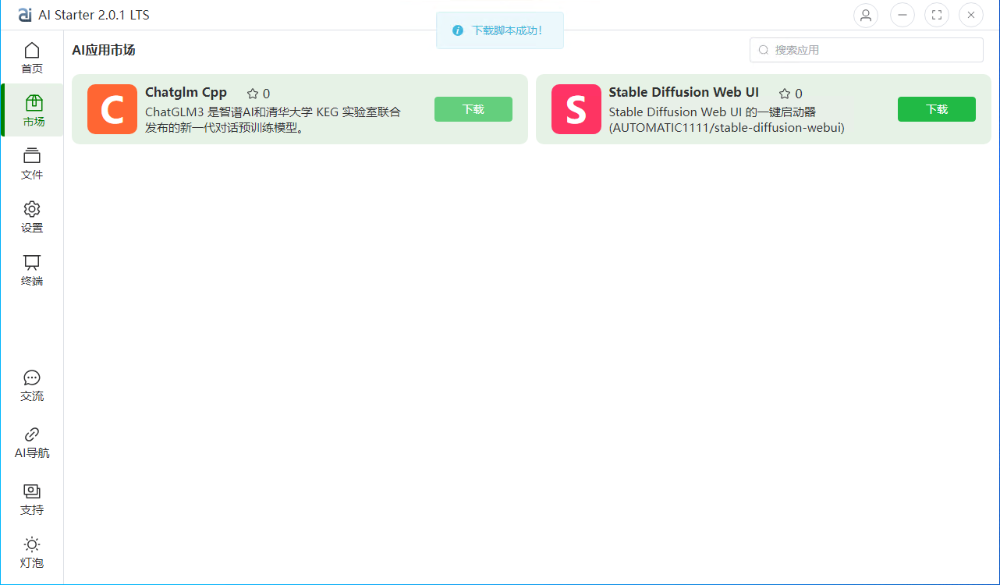 AI Starter 2.0.1 LTS
下载脚本成功！
首页
市场
文件
设置
终端
交流
AI导航
支持
灯泡
AI应用市场
搜索应用
C
Chatglm Cpp
0
ChatGLM3 是智谱AI和清华大学 KEG 实验室联合
发布的新一代对话预训练模型。
下载
S
Stable Diffusion Web UI
0
Stable Diffusion Web UI 的一键启动器
(AUTOMATIC1111/stable-diffusion-webui)
下载